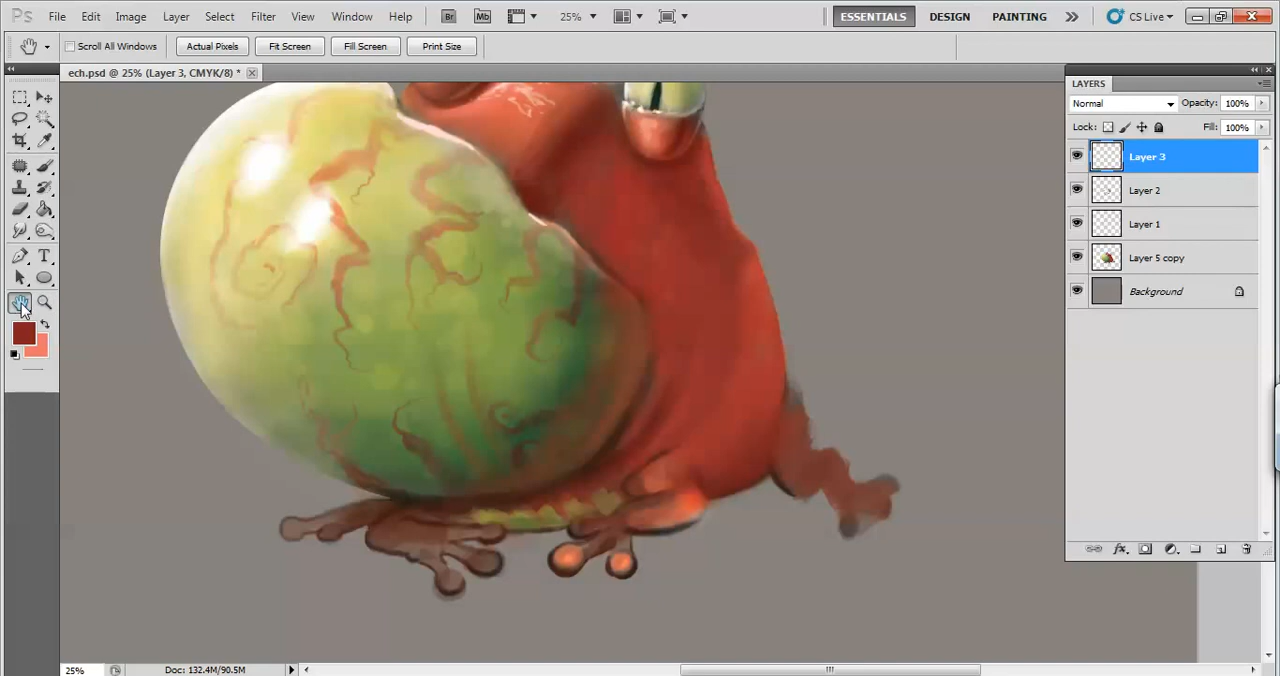 Ps File Edit Image Layer Select Filter View Window Help Br Mb 25% ESSENTIALS DESIGN PAINTING CS Live
Scroll All Windows Actual Pixels Fit Screen Fill Screen Print Size
ech.psd @ 25% (Layer 3, CMYK/8) *
LAYERS
Normal Opacity: 100%
Lock: Fill: 100%
Layer 3
Layer 2
Layer 1
Layer 5 copy
Background
T
fx
25% Doc: 132.4M/90.5M